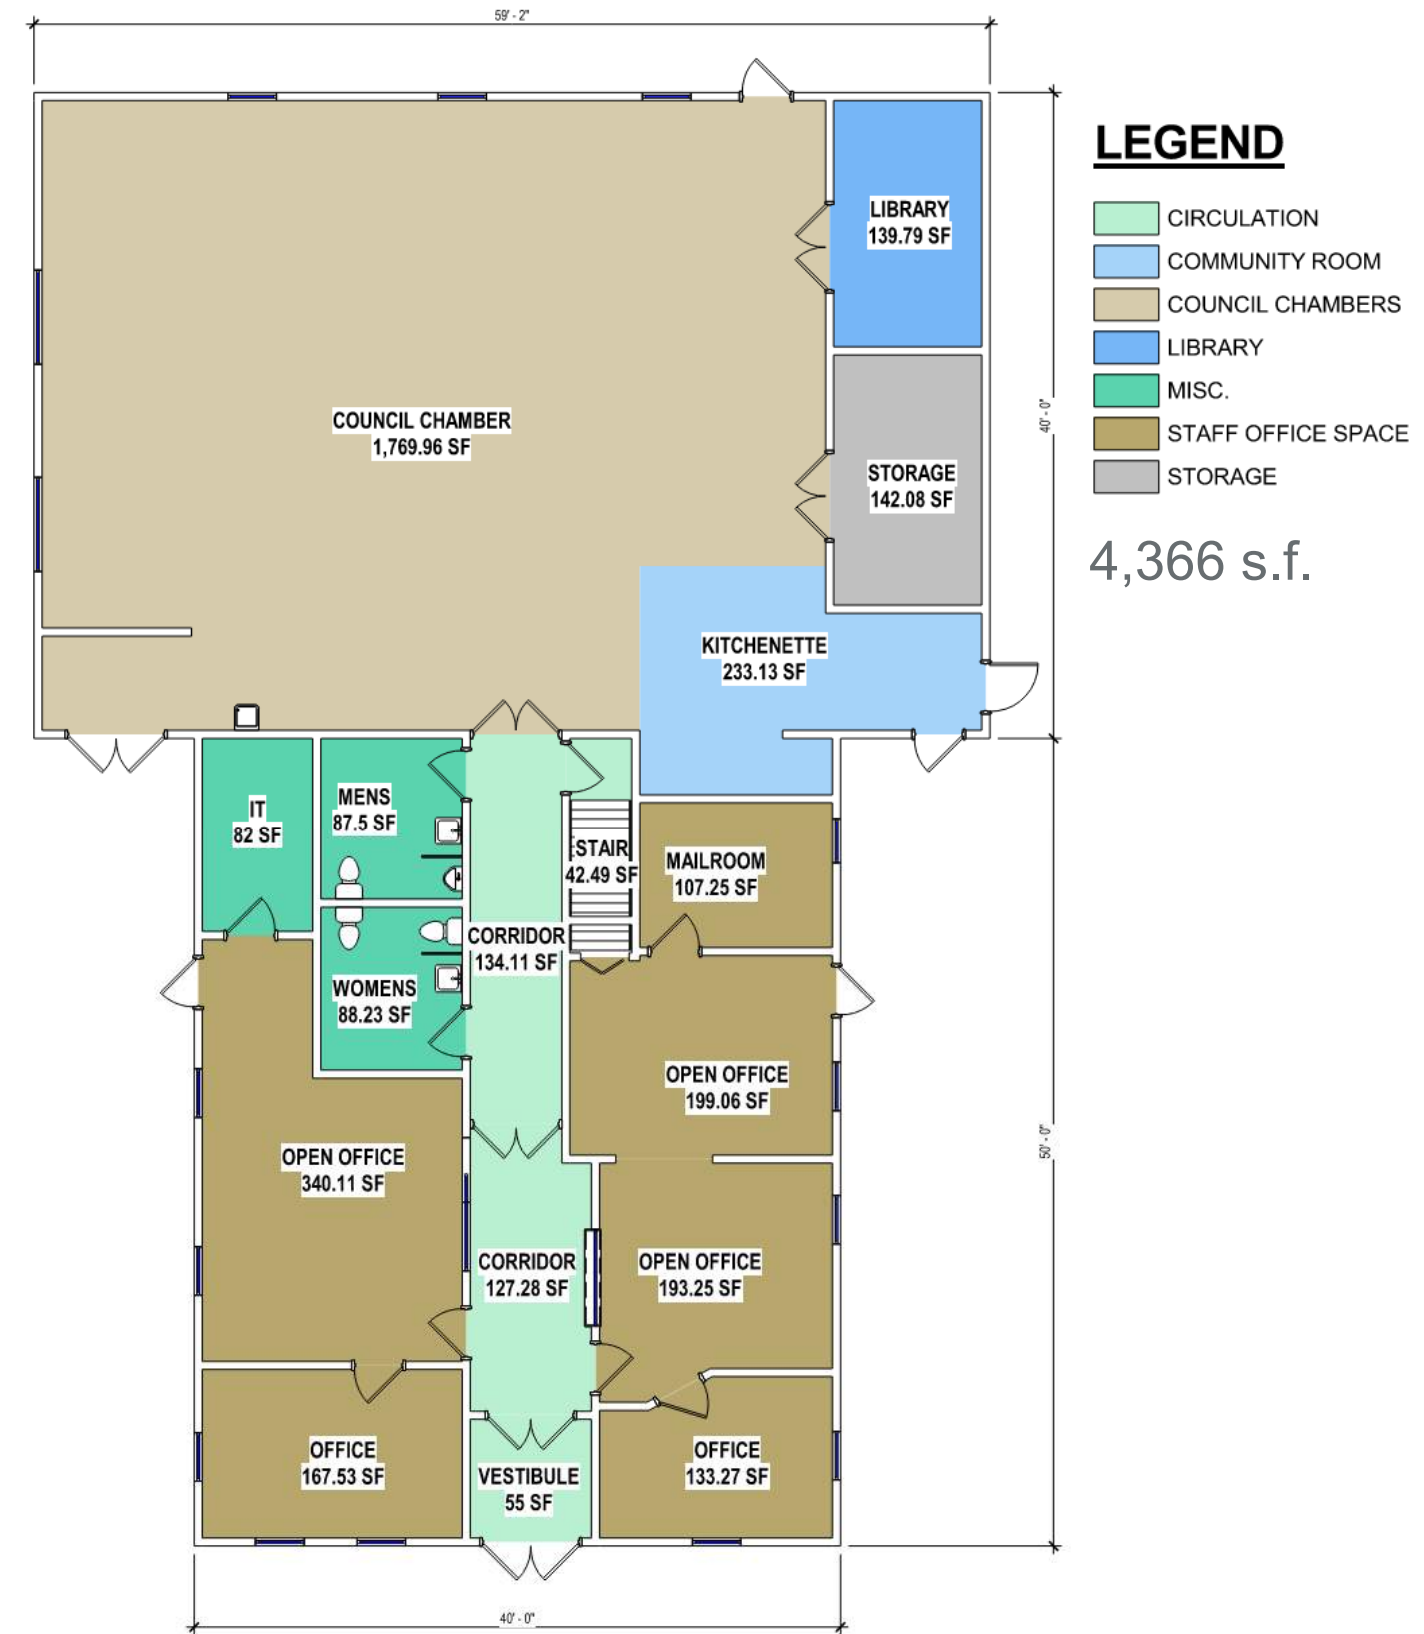 59' - 2"
LEGEND
CIRCULATION
COMMUNITY ROOM
COUNCIL CHAMBERS
LIBRARY
MISC.
STAFF OFFICE SPACE
STORAGE
4,366 s.f.
LIBRARY
139.79 SF
COUNCIL CHAMBER
1,769.96 SF
40' - 0"
STORAGE
142.08 SF
KITCHENETTE
233.13 SF
IT
82 SF
MENS
87.5 SF
STAIR
42.49 SF
MAILROOM
107.25 SF
CORRIDOR
134.11 SF
WOMENS
88.23 SF
OPEN OFFICE
199.06 SF
50' - 0"
OPEN OFFICE
340.11 SF
CORRIDOR
127.28 SF
OPEN OFFICE
193.25 SF
OFFICE
167.53 SF
VESTIBULE
55 SF
OFFICE
133.27 SF
40' - 0"